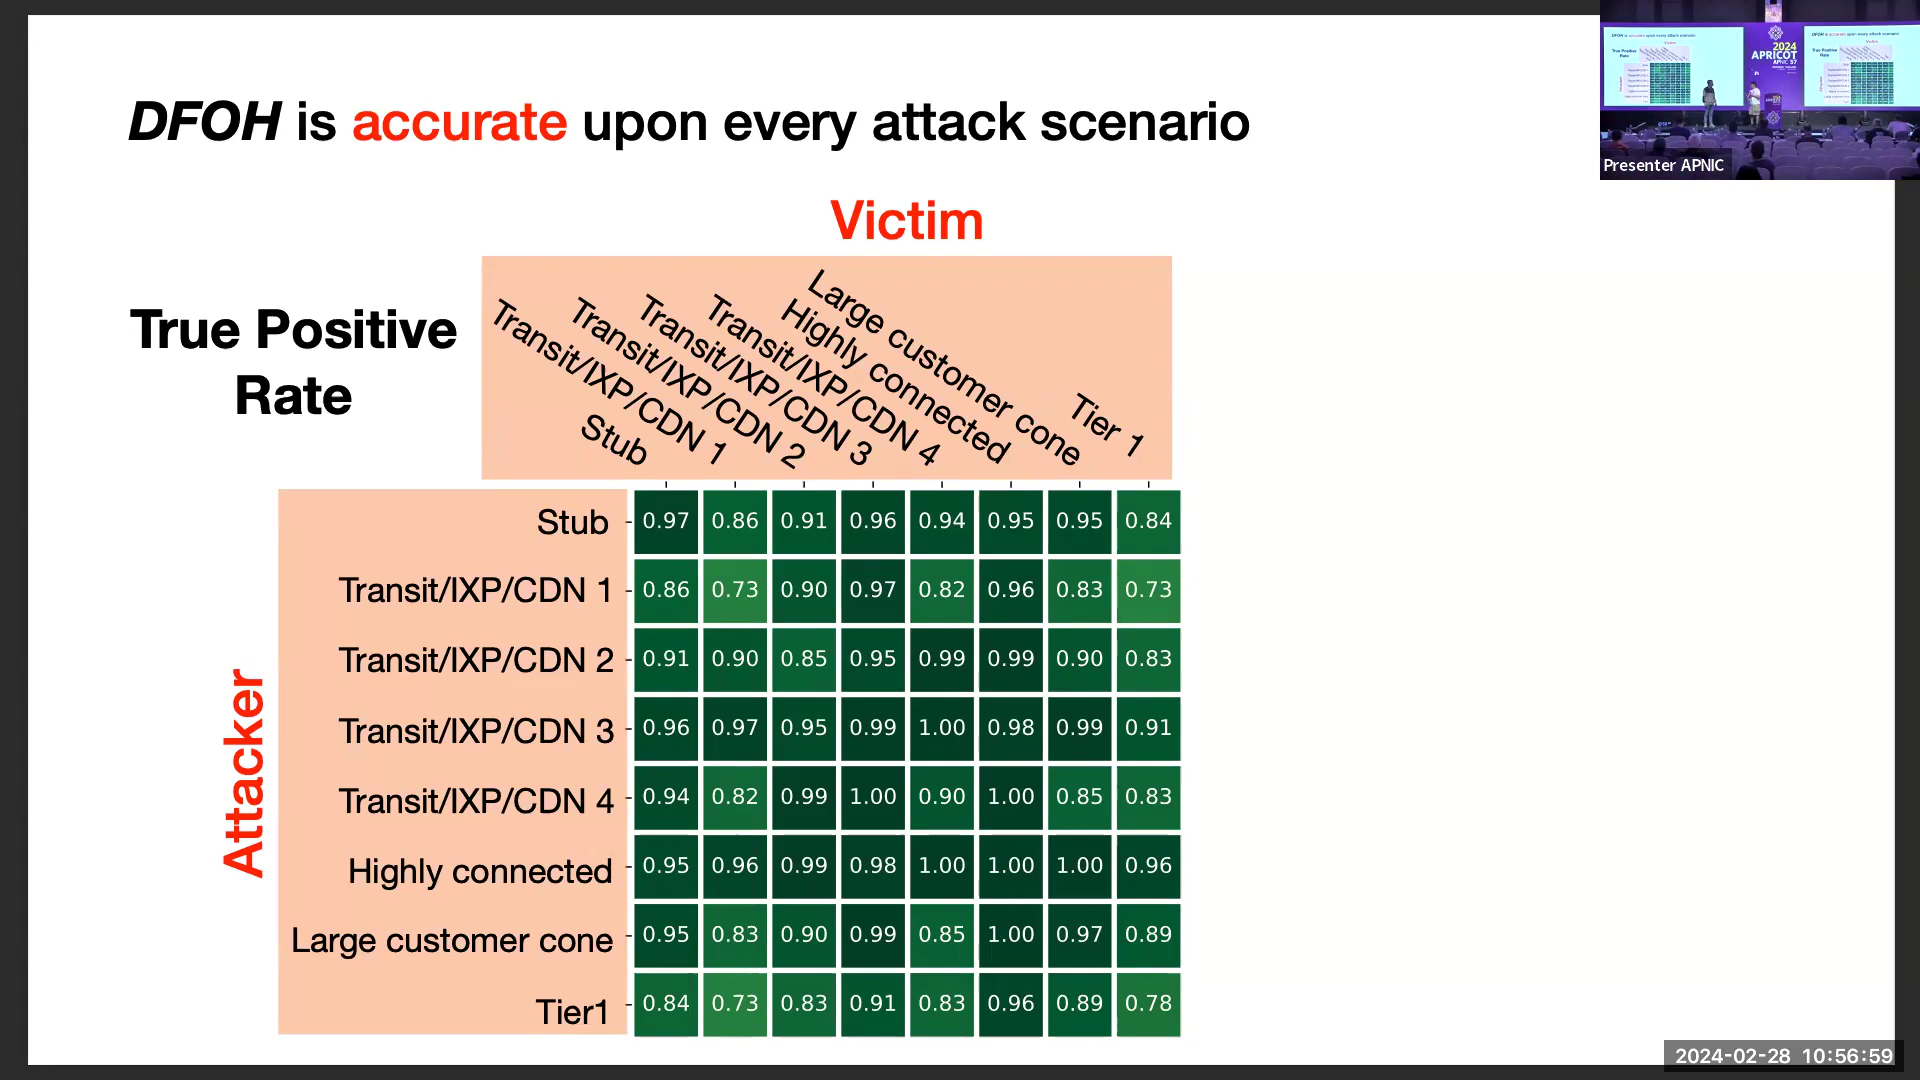 DFOH is accurate upon every attack scenario
2024
APRICOT
APNIC 57
Presenter APNIC
Victim
True Positive
Rate
Stub
Transit/IXP/CDN 1
Transit/IXP/CDN 2
Transit/IXP/CDN 3
Transit/IXP/CDN 4
Highly connected
Large customer cone
Tier 1
Attacker
Stub 0.97 0.86 0.91 0.96 0.94 0.95 0.95 0.84
Transit/IXP/CDN 1 0.86 0.73 0.90 0.97 0.82 0.96 0.83 0.73
Transit/IXP/CDN 2 0.91 0.90 0.85 0.95 0.99 0.99 0.90 0.83
Transit/IXP/CDN 3 0.96 0.97 0.95 0.99 1.00 0.98 0.99 0.91
Transit/IXP/CDN 4 0.94 0.82 0.99 1.00 0.90 1.00 0.85 0.83
Highly connected 0.95 0.96 0.99 0.98 1.00 1.00 1.00 0.96
Large customer cone 0.95 0.83 0.90 0.99 0.85 1.00 0.97 0.89
Tier1 0.84 0.73 0.83 0.91 0.83 0.96 0.89 0.78
2024-02-28 10:56:59